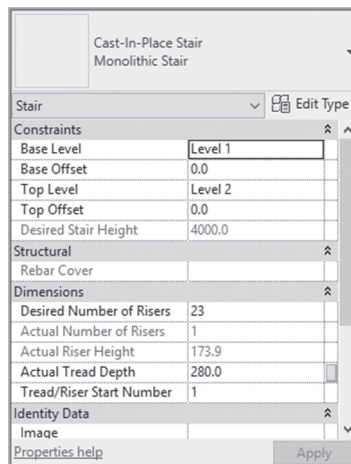 Cast-In-Place Stair
Monolithic Stair
Stair Edit Type
Constraints
Base Level Level 1
Base Offset 0.0
Top Level Level 2
Top Offset 0.0
Desired Stair Height 4000.0
Structural
Rebar Cover
Dimensions
Desired Number of Risers 23
Actual Number of Risers 1
Actual Riser Height 173.9
Actual Tread Depth 280.0
Tread/Riser Start Number 1
Identity Data
Image
Properties help Apply